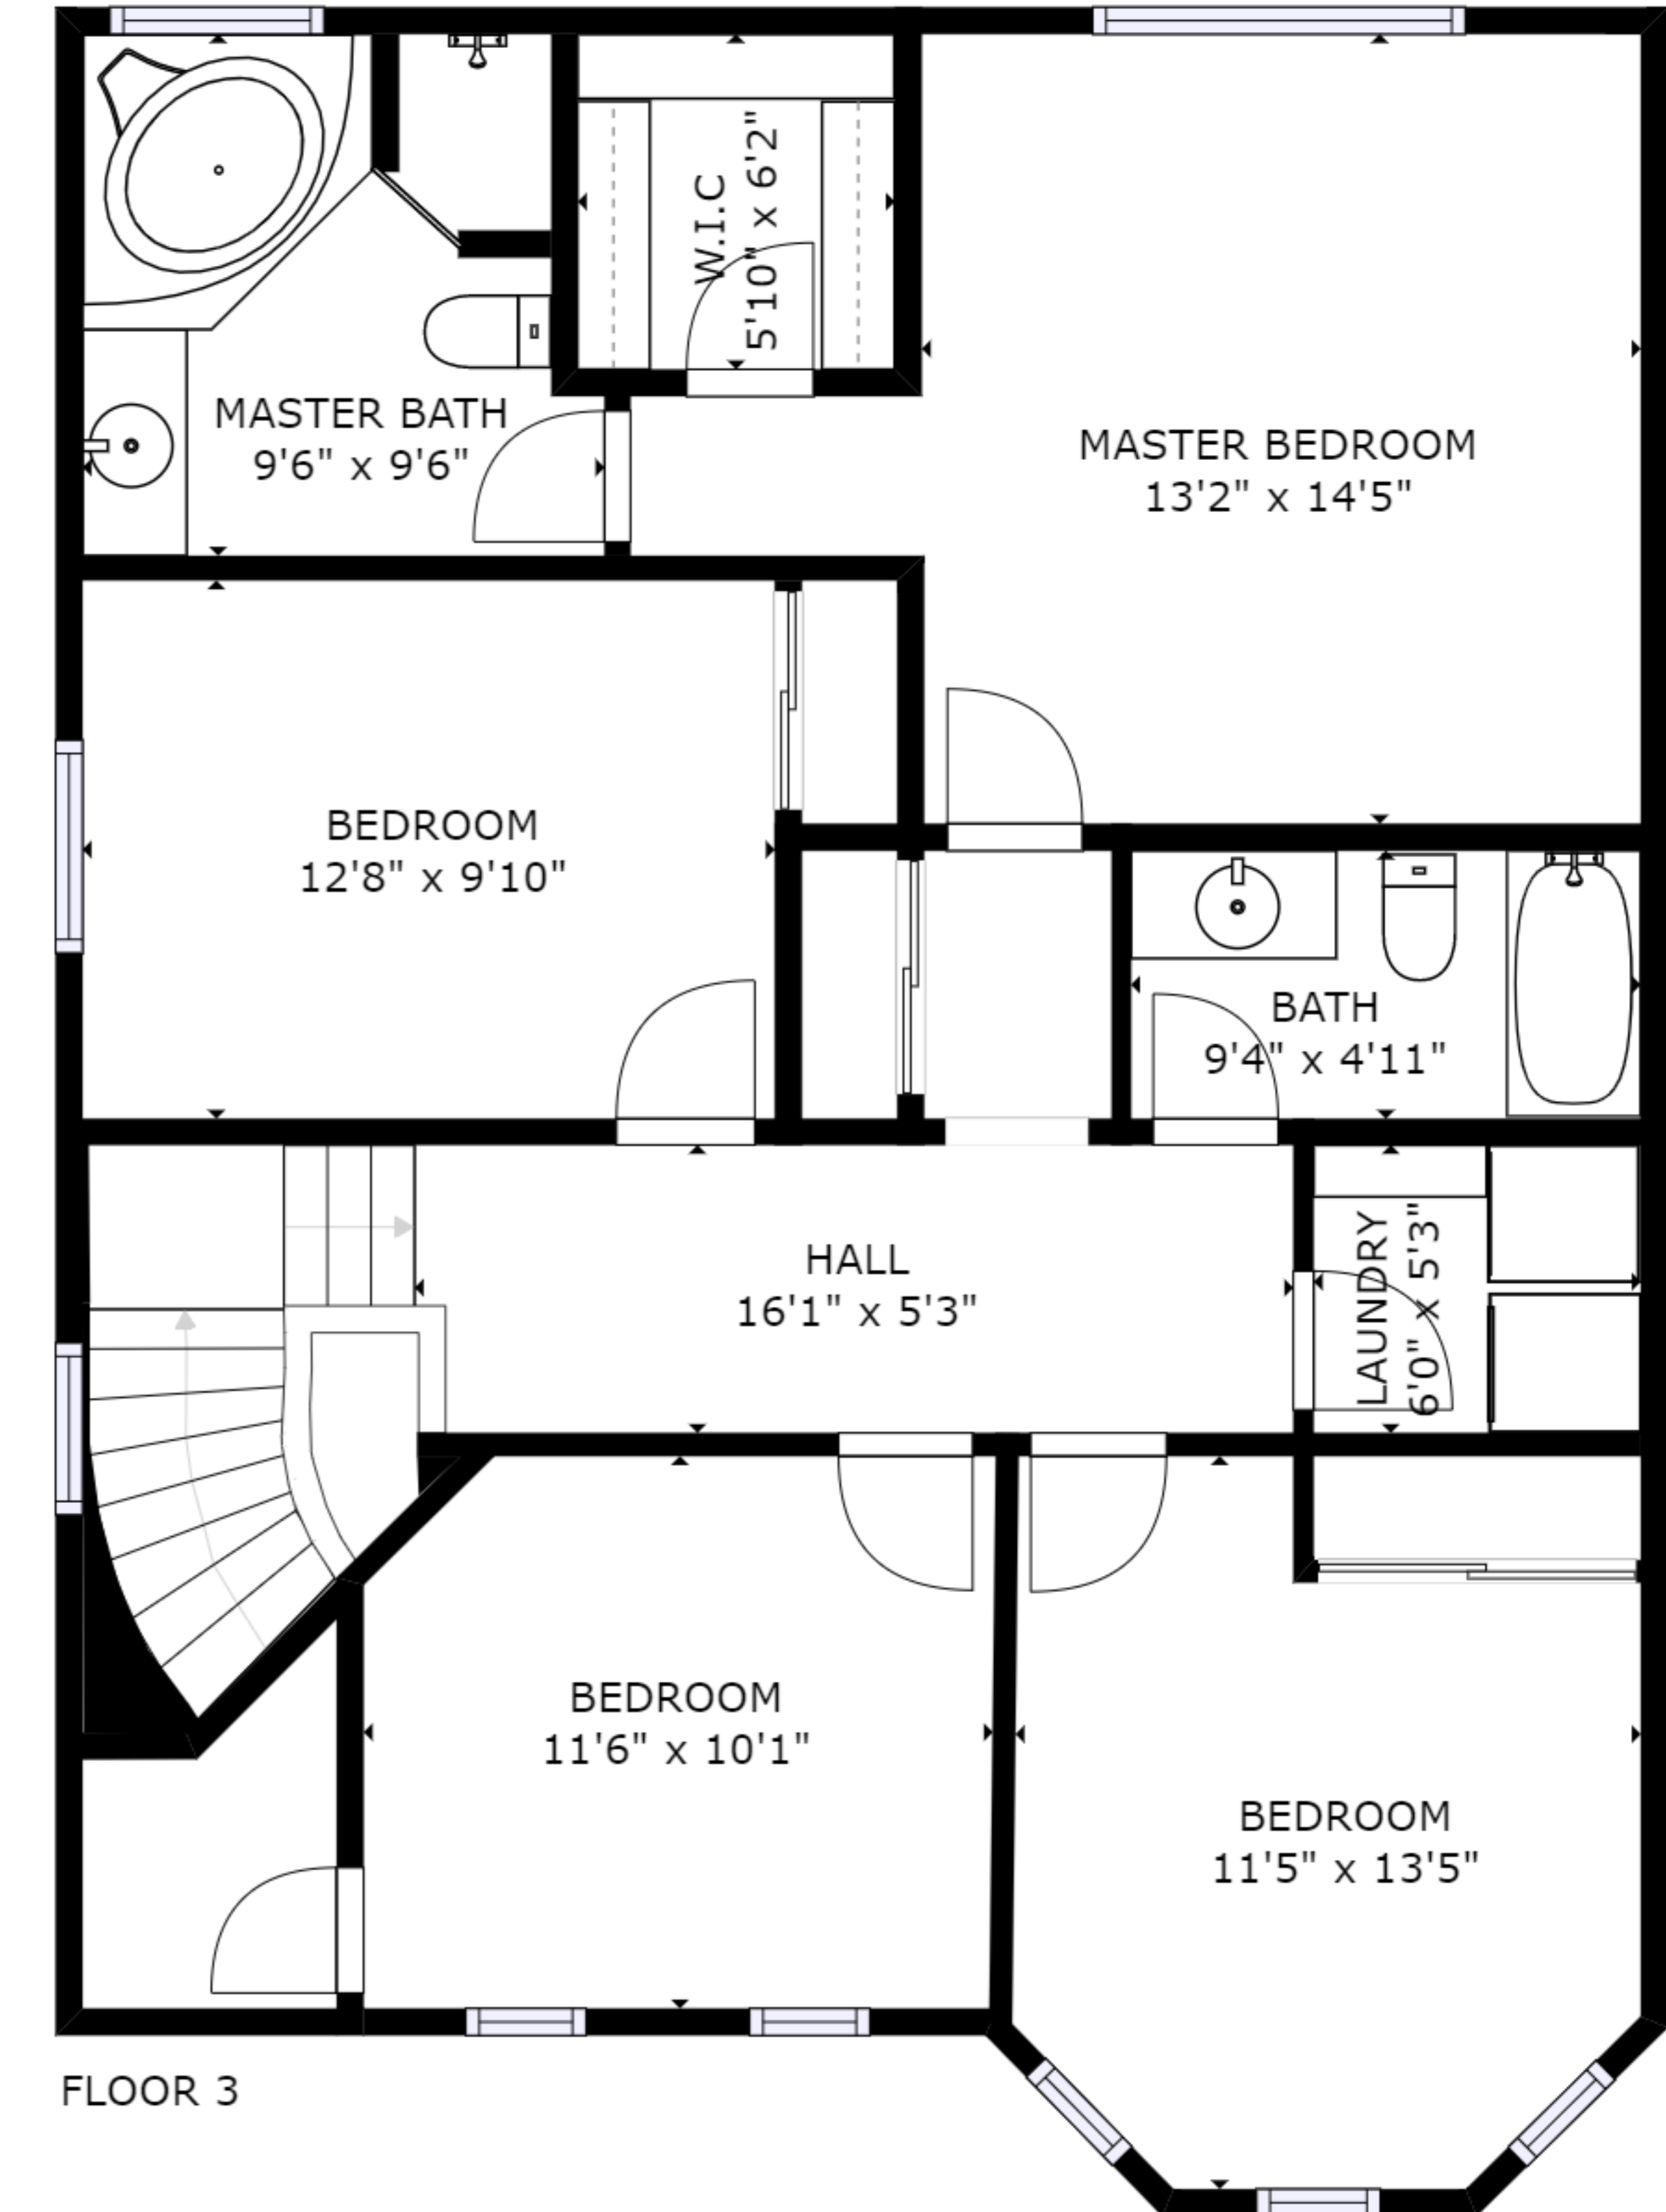 W.I.C
5'10" x 6'2"
MASTER BATH
9'6" x 9'6"
MASTER BEDROOM
13'2" x 14'5"
BEDROOM
12'8" x 9'10"
BATH
9'4" x 4'11"
HALL
16'1" x 5'3"
LAUNDRY
6'0" x 5'3"
BEDROOM
11'6" x 10'1"
BEDROOM
11'5" x 13'5"
FLOOR 3